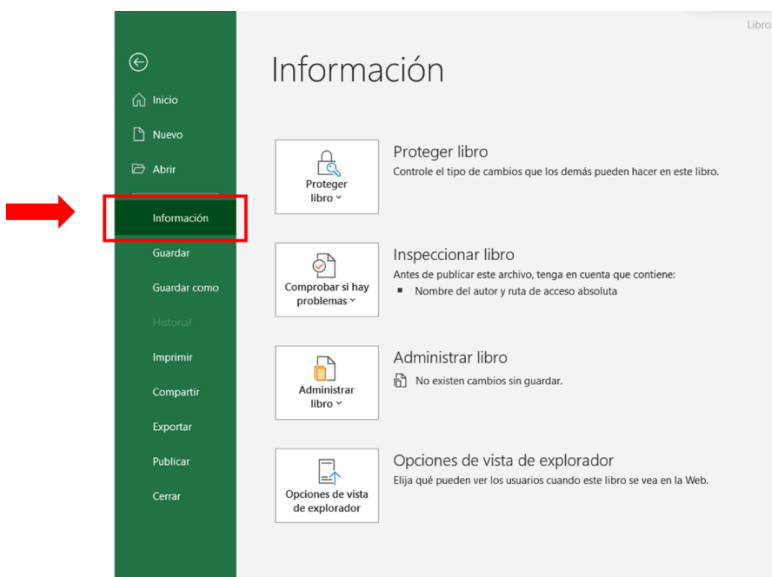 Libro
Información
Inicio
Nuevo
Abrir
Información
Guardar
Guardar como
Historial
Imprimir
Compartir
Exportar
Publicar
Cerrar
Proteger
libro
Proteger libro
Controle el tipo de cambios que los demás pueden hacer en este libro.
Comprobar si hay
problemas
Inspeccionar libro
Antes de publicar este archivo, tenga en cuenta que contiene:
▪ Nombre del autor y ruta de acceso absoluta
Administrar
libro
Administrar libro
No existen cambios sin guardar.
Opciones de vista
de explorador
Opciones de vista de explorador
Elija qué pueden ver los usuarios cuando este libro se vea en la Web.